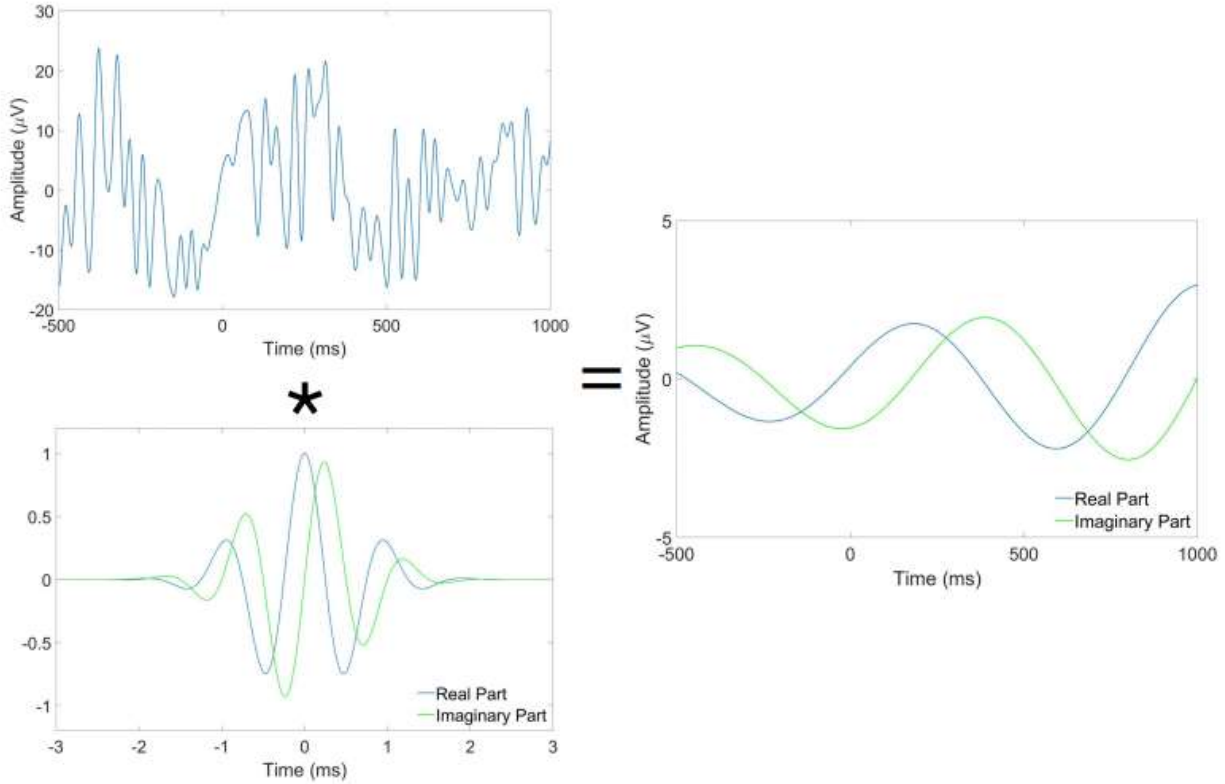 30
20
10
0
-10
-20
Amplitude (μV)
-500 0 500 1000
Time (ms)
*
=
1
0.5
0
-0.5
-1
-3 -2 -1 0 1 2 3
Time (ms)
Real Part
Imaginary Part
5
0
-5
Amplitude (μV)
-500 0 500 1000
Time (ms)
Real Part
Imaginary Part